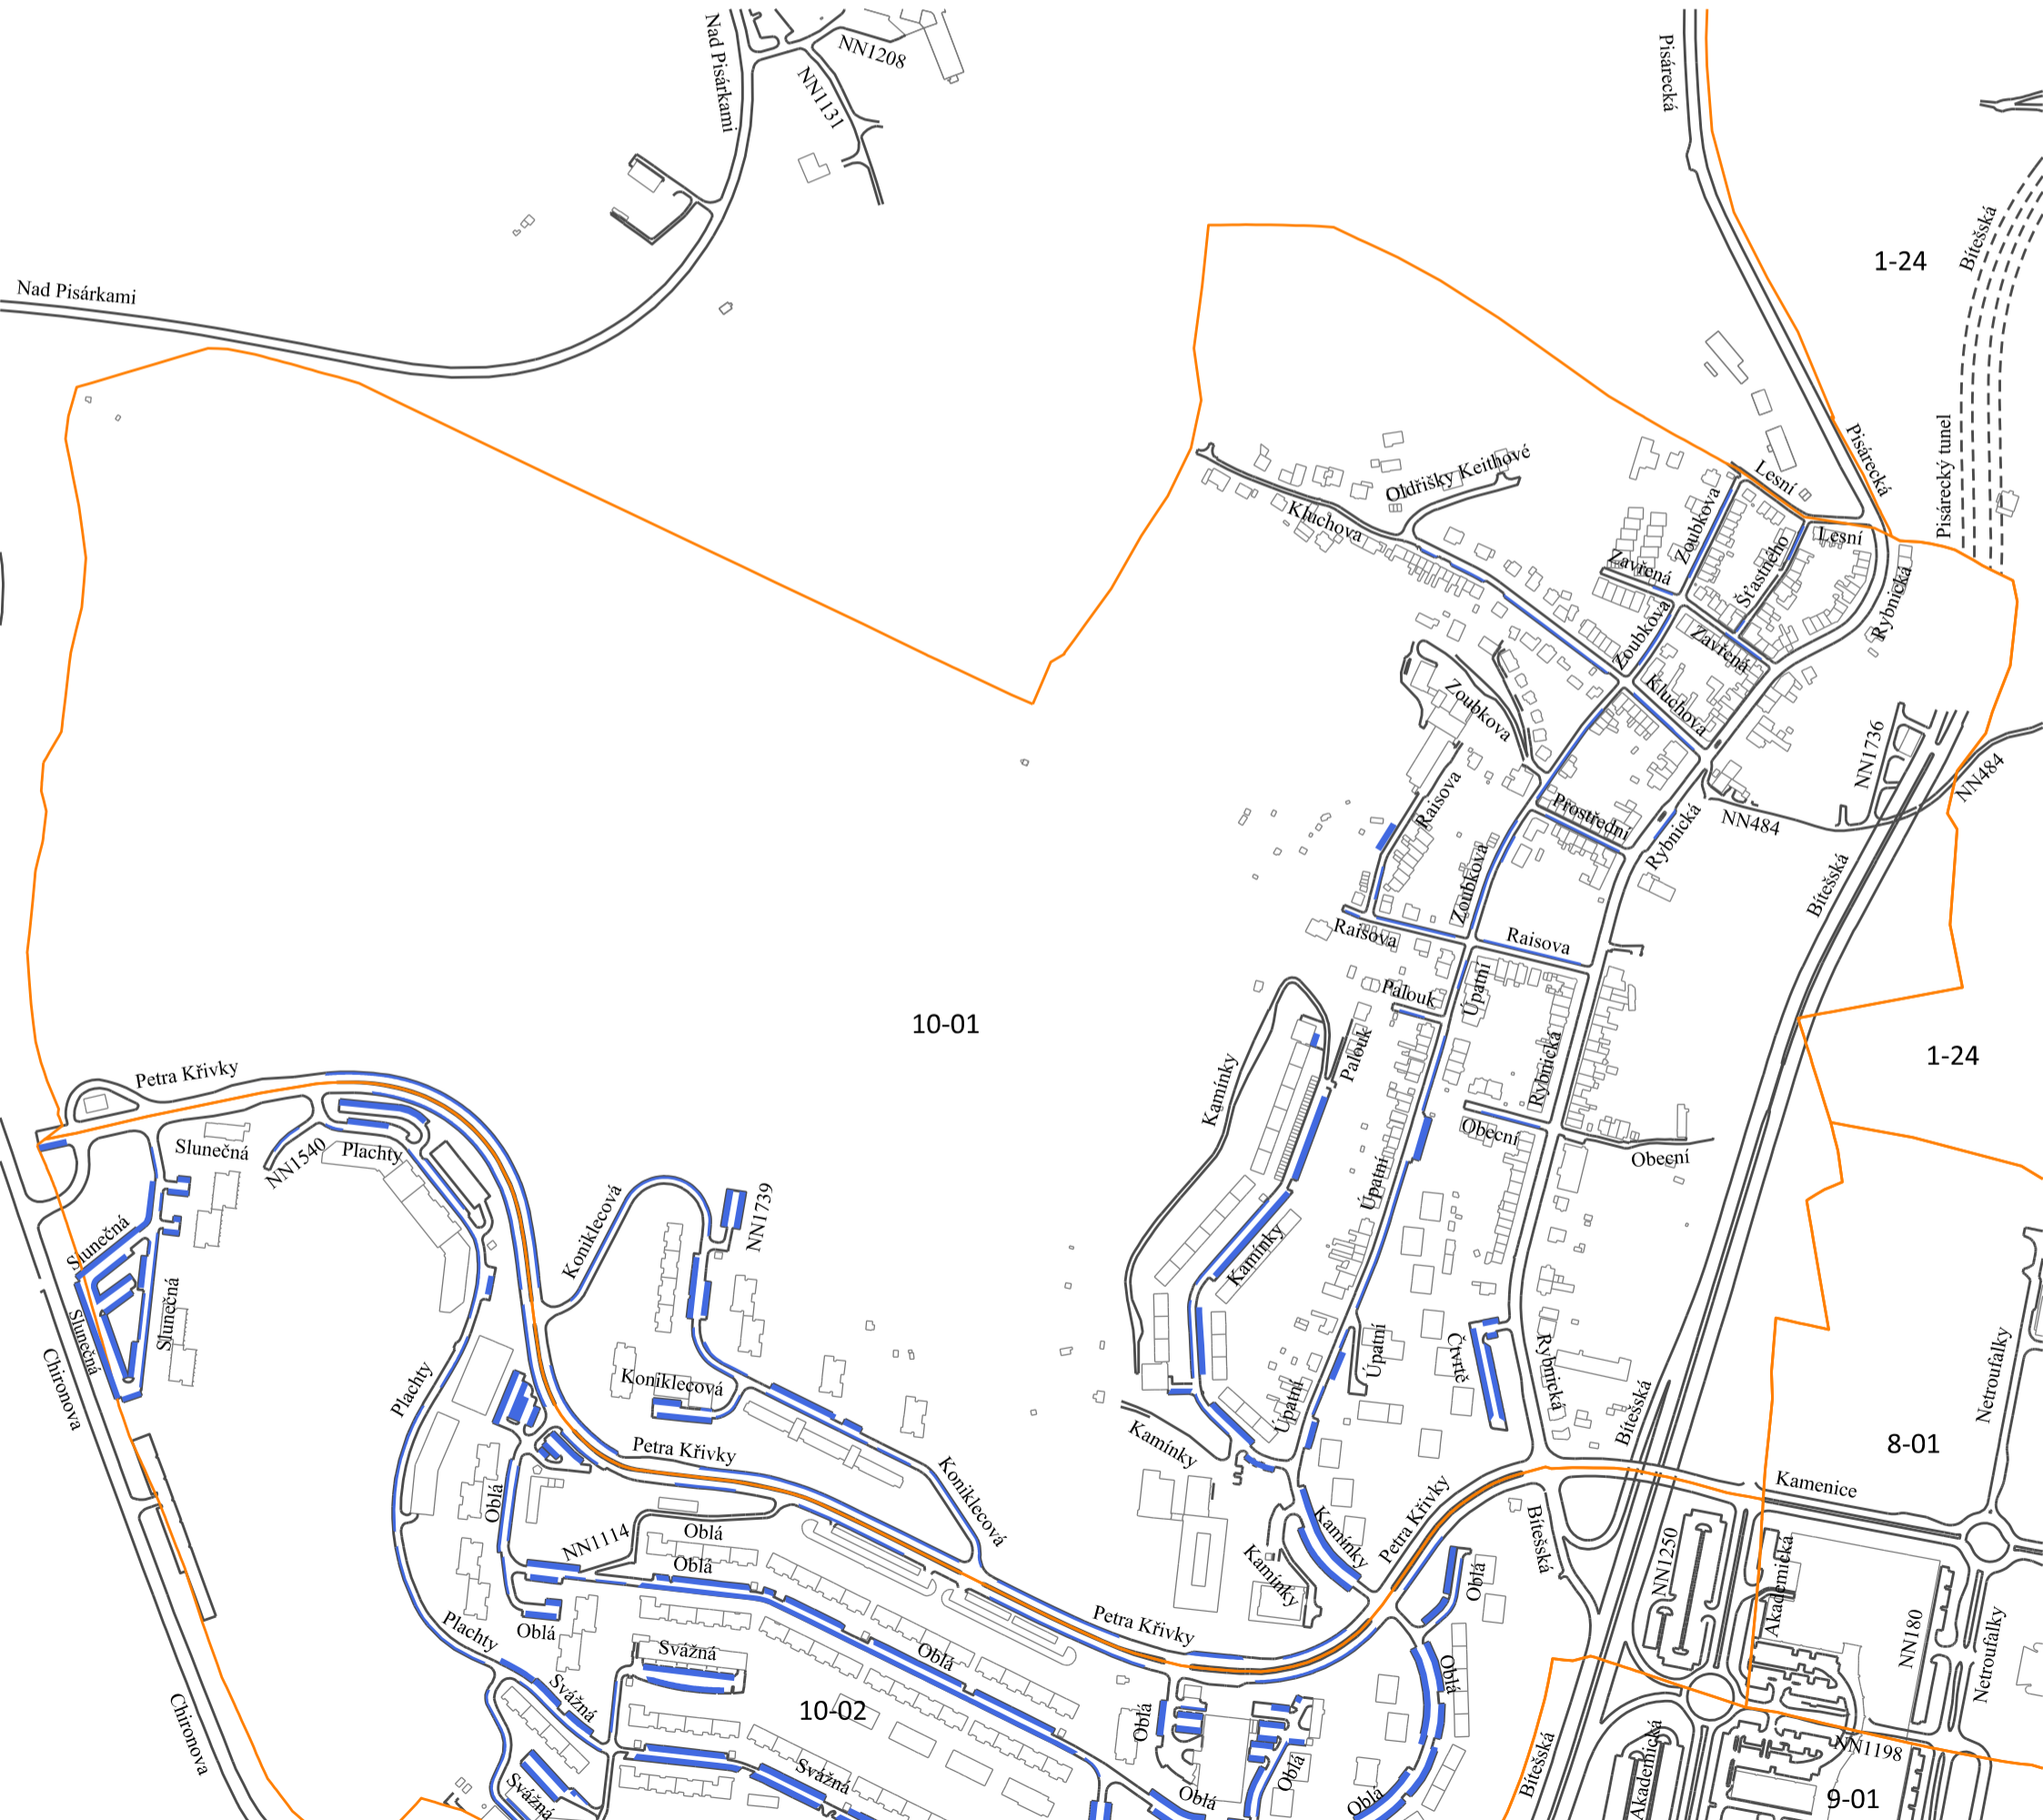 Nad Pisárkami
NN1208
NN1131
Pisárecká
1-24
Bítešská
Nad Pisárkami
Pisárecký tunel
Pisárecká
Lesní
Lesní
Oldřišky Keithové
Kluchova
Zoubkova
Zavřená
Šťastného
Rybnická
Zoubkova
Zavřená
Kluchova
Zoubkova
NN1736
NN484
NN484
Raisova
Prostřední
Rybnická
Zoubkova
Bítešská
Raisova
Raisova
Palouk
Úpatní
10-01
1-24
Palouk
Rybnická
Kamínky
Petra Křivky
Slunečná
NN1540
Plachty
Obecní
Obecní
Úpatní
Koniklecová
NN1739
Slunečná
Kamínky
Slunečná
Slunečná
Chironova
Plachty
Koniklecová
Úpatní
Čtvrtě
Rybnická
Úpatní
Bítešská
Netroufalky
8-01
Petra Křivky
Kamínky
Koniklecová
Oblá
Kamenice
Petra Křivky
Kamínky
Bítešská
NN1250
Akademická
NN1114
Oblá
Oblá
Kamínky
Oblá
Petra Křivky
Plachty
Oblá
NN180
Netroufalky
Svážná
Oblá
Oblá
Svážná
10-02
Oblá
Chironova
Bítešská
Akademická
NN1198
Svážná
Svážná
Oblá
Oblá
Oblá
9-01